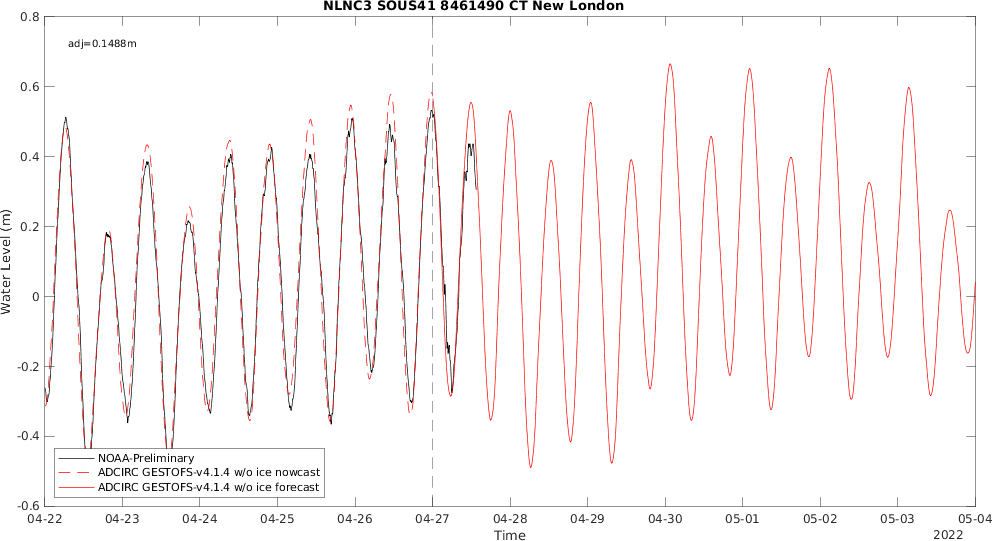 NLNC3 SOUS41 8461490 CT New London
adj=0.1488m
0.8
0.6
0.4
0.2
0
-0.2
-0.4
-0.6
Water Level (m)
NOAA-Preliminary
ADCIRC GESTOFS-v4.1.4 w/o ice nowcast
ADCIRC GESTOFS-v4.1.4 w/o ice forecast
04-22 04-23 04-24 04-25 04-26 04-27 04-28 04-29 04-30 05-01 05-02 05-03 05-04
Time
2022